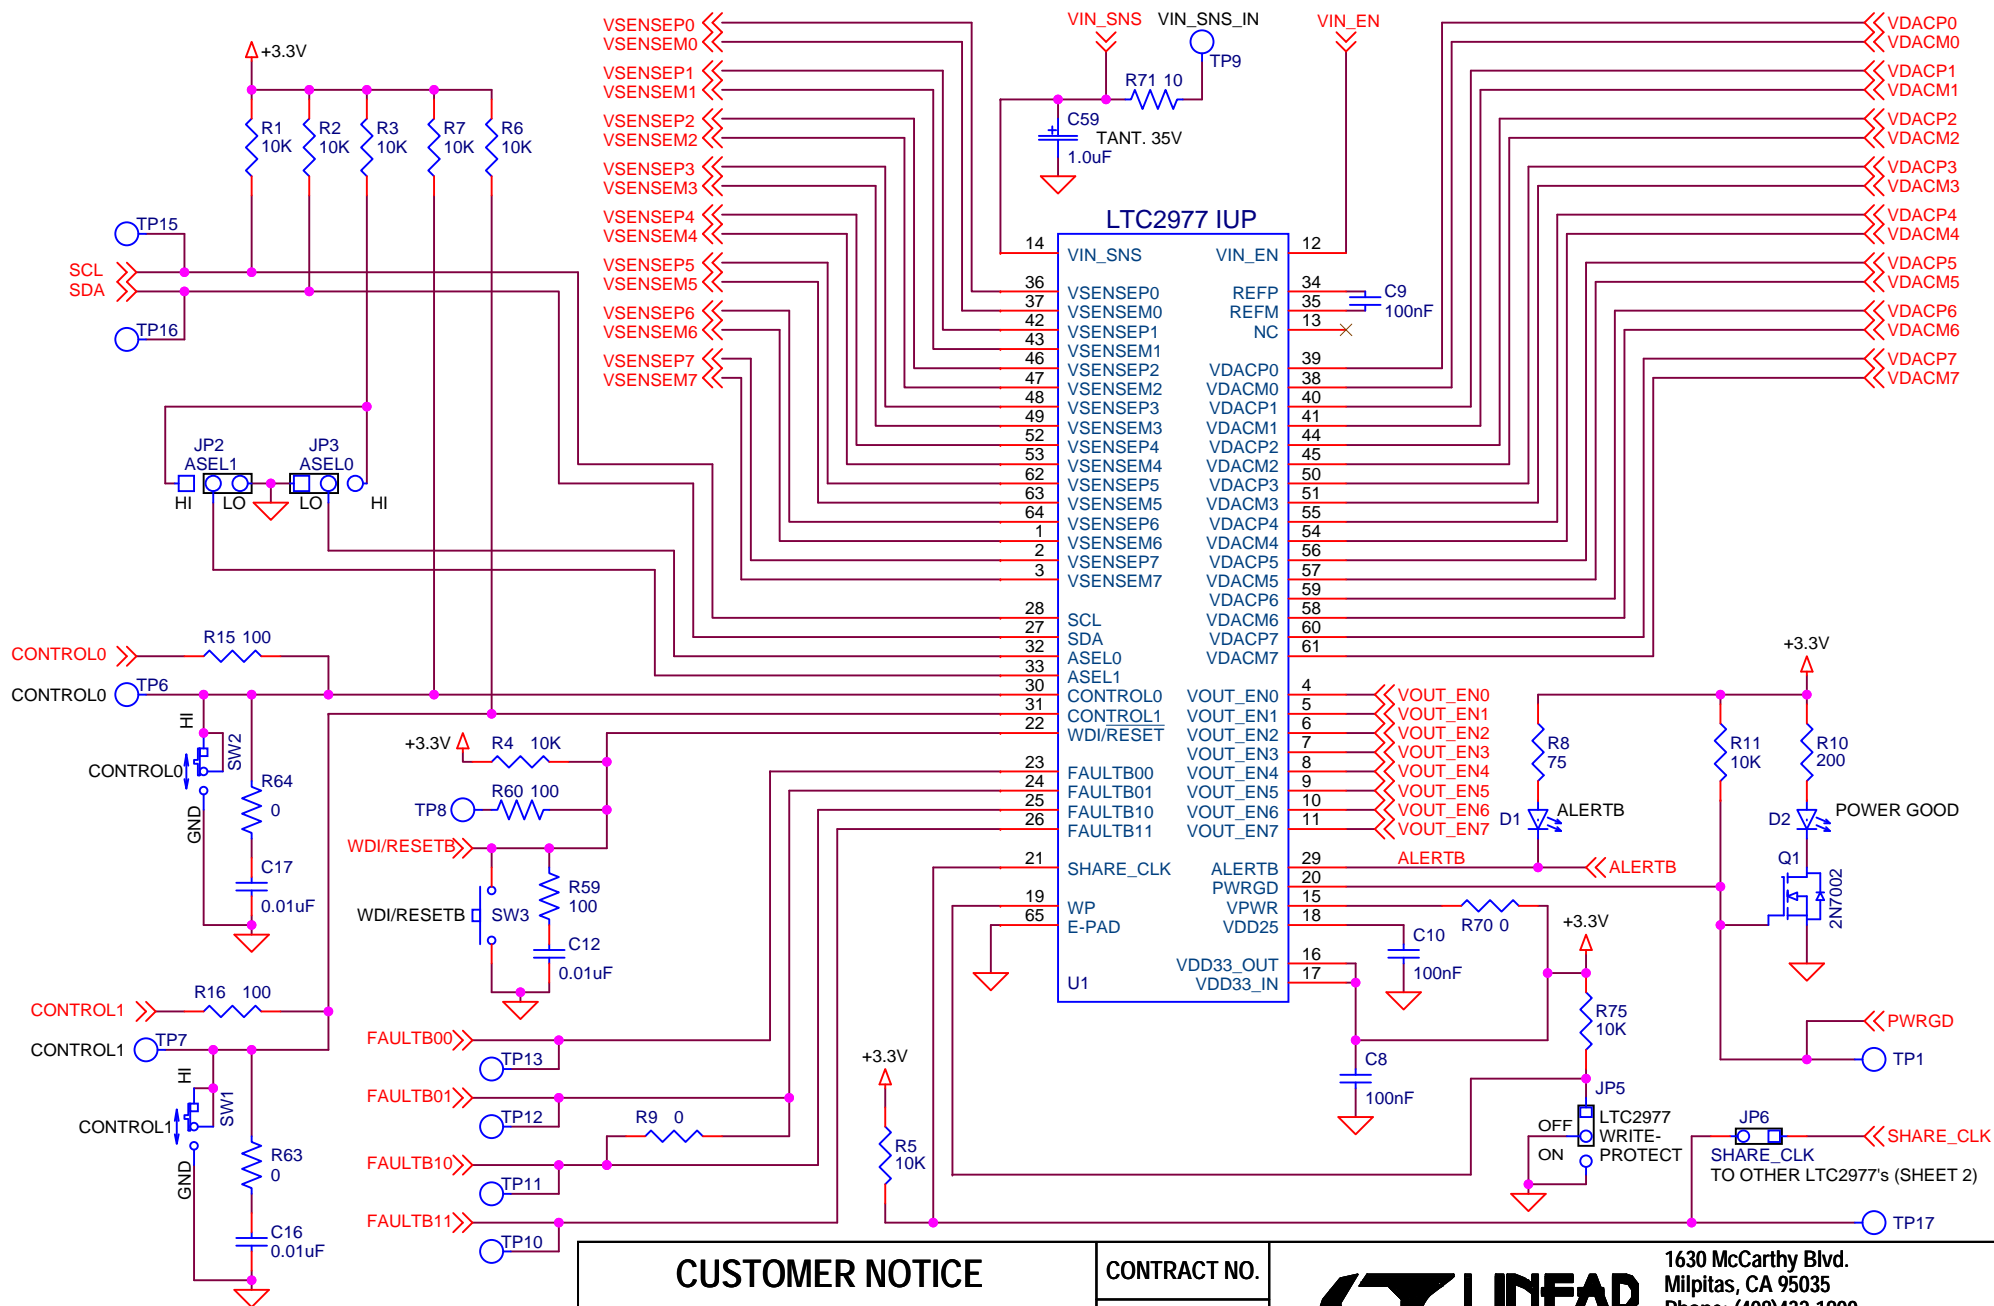 +3.3V
R1
10K
R2
10K
R3
10K
R7
10K
R6
10K
TP15
SCL
SDA
TP16
JP2
ASEL1
JP3
ASEL0
HI
LO
LO
HI
VSENSEP0
VSENSEM0
VSENSEP1
VSENSEM1
VSENSEP2
VSENSEM2
VSENSEP3
VSENSEM3
VSENSEP4
VSENSEM4
VSENSEP5
VSENSEM5
VSENSEP6
VSENSEM6
VSENSEP7
VSENSEM7
VIN_SNS
VIN_SNS_IN
VIN_EN
TP9
R71 10
C59
TANT. 35V
1.0uF
VDACP0
VDACM0
VDACP1
VDACM1
VDACP2
VDACM2
VDACP3
VDACM3
VDACP4
VDACM4
VDACP5
VDACM5
VDACP6
VDACM6
VDACP7
VDACM7
LTC2977 IUP
14 VIN_SNS
36 VSENSEP0
37 VSENSEM0
42 VSENSEP1
43 VSENSEM1
46 VSENSEP2
47 VSENSEM2
48 VSENSEP3
49 VSENSEM3
52 VSENSEP4
53 VSENSEM4
62 VSENSEP5
63 VSENSEM5
64 VSENSEP6
1 VSENSEM6
2 VSENSEP7
3 VSENSEM7
28 SCL
27 SDA
32 ASEL0
33 ASEL1
30 CONTROL0
31 CONTROL1
22 WDI/RESET
23 FAULTB00
24 FAULTB01
25 FAULTB10
26 FAULTB11
21 SHARE_CLK
19 WP
65 E-PAD
U1
VIN_EN 12
REFP 34
REFM 35
NC 13
C9
100nF
VDACP0 39
VDACM0 38
VDACP1 40
VDACM1 41
VDACP2 44
VDACM2 45
VDACP3 50
VDACM3 51
VDACP4 55
VDACM4 54
VDACP5 56
VDACM5 57
VDACP6 59
VDACM6 58
VDACP7 60
VDACM7 61
VOUT_EN0 4 VOUT_EN0
VOUT_EN1 5 VOUT_EN1
VOUT_EN2 6 VOUT_EN2
VOUT_EN3 7 VOUT_EN3
VOUT_EN4 8 VOUT_EN4
VOUT_EN5 9 VOUT_EN5
VOUT_EN6 10 VOUT_EN6
VOUT_EN7 11 VOUT_EN7
ALERTB 29 ALERTB
ALERTB
PWRGD 20
VPWR 15
VDD25 18
VDD33_OUT 16
VDD33_IN 17
CONTROL0
R15 100
CONTROL0
TP6
HI
SW2
CONTROL0
GND
R64
0
C17
0.01uF
+3.3V
R4 10K
TP8
R60 100
WDI/RESETB
WDI/RESETB
SW3
R59
100
C12
0.01uF
CONTROL1
R16 100
CONTROL1
TP7
HI
SW1
CONTROL1
GND
R63
0
C16
0.01uF
FAULTB00
TP13
FAULTB01
TP12
R9 0
FAULTB10
TP11
FAULTB11
TP10
+3.3V
R5
10K
+3.3V
R8
75
D1
ALERTB
R11
10K
R10
200
D2
POWER GOOD
Q1
2N7002
R70 0
+3.3V
C10
100nF
R75
10K
C8
100nF
JP5
OFF
ON
LTC2977
WRITE-
PROTECT
PWRGD
TP1
JP6
SHARE_CLK
SHARE_CLK
TO OTHER LTC2977's (SHEET 2)
TP17
CUSTOMER NOTICE
CONTRACT NO.
LINEAR
1630 McCarthy Blvd.
Milpitas, CA 95035